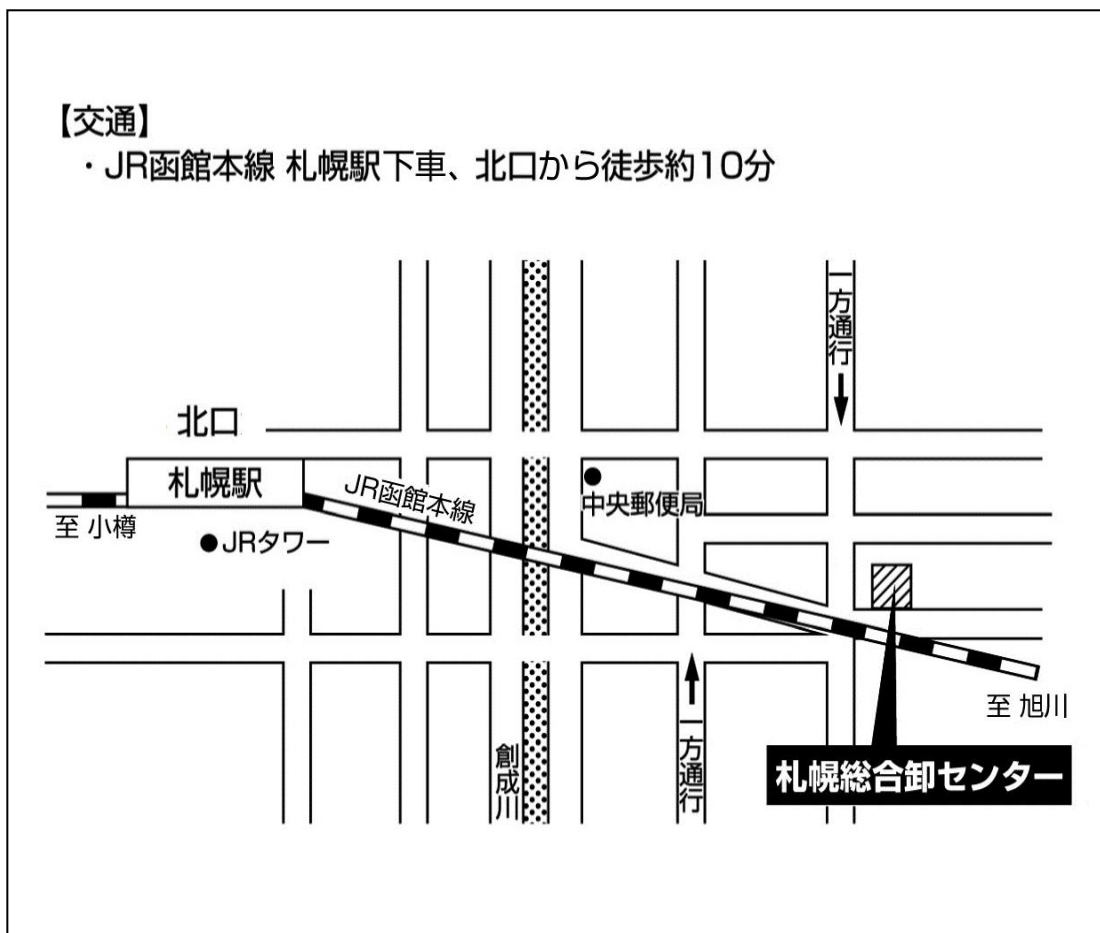 【交通】
・JR函館本線 札幌駅下車、北口から徒歩約10分
一方通行
北口
札幌駅
JR函館本線
中央郵便局
至 小樽
JRタワー
至 旭川
創成川
一方通行
札幌総合卸センター